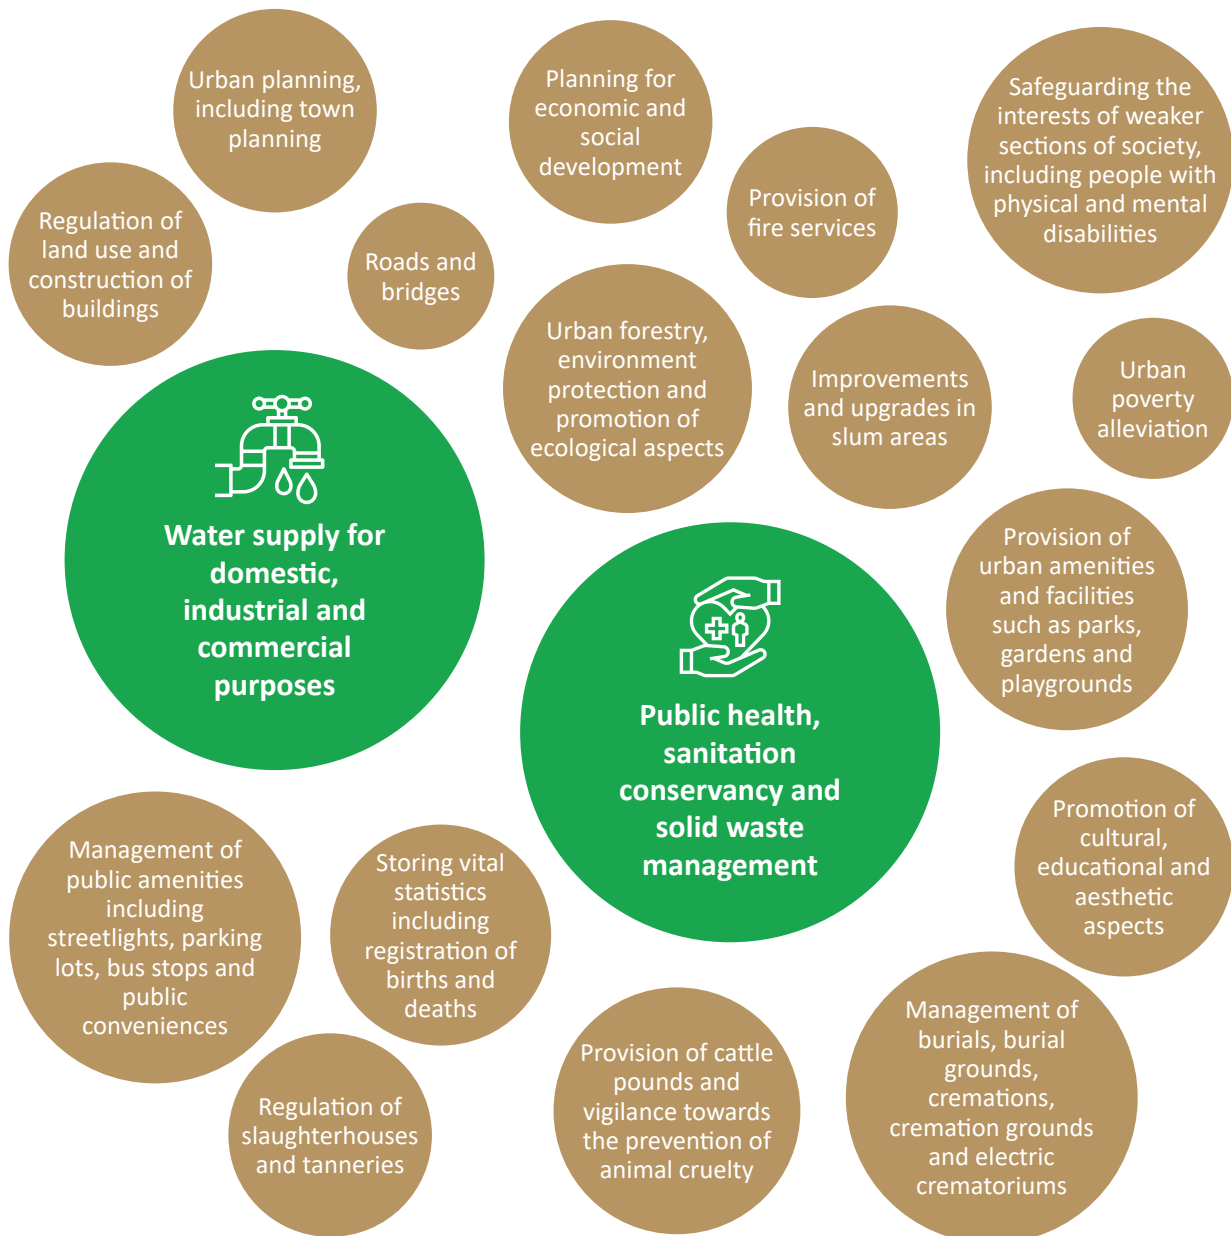 Urban planning,
including town
planning
Planning for
economic and
social
development
Safeguarding the
interests of weaker
sections of society,
including people with
physical and mental
disabilities
Provision of
fire services
Regulation of
land use and
construction of
buildings
Roads and
bridges
Urban forestry,
environment
protection and
promotion of
ecological aspects
Improvements
and upgrades in
slum areas
Urban
poverty
alleviation
Water supply for
domestic,
industrial and
commercial
purposes
Provision of
urban amenities
and facilities
such as parks,
gardens and
playgrounds
Public health,
sanitation
conservancy and
solid waste
management
Promotion of
cultural,
educational and
aesthetic
aspects
Management of
public amenities
including
streetlights, parking
lots, bus stops and
public
conveniences
Storing vital
statistics
including
registration of
births and
deaths
Management of
burials, burial
grounds,
cremations,
cremation grounds
and electric
crematoriums
Provision of cattle
pounds and
vigilance towards
the prevention of
animal cruelty
Regulation of
slaughterhouses
and tanneries